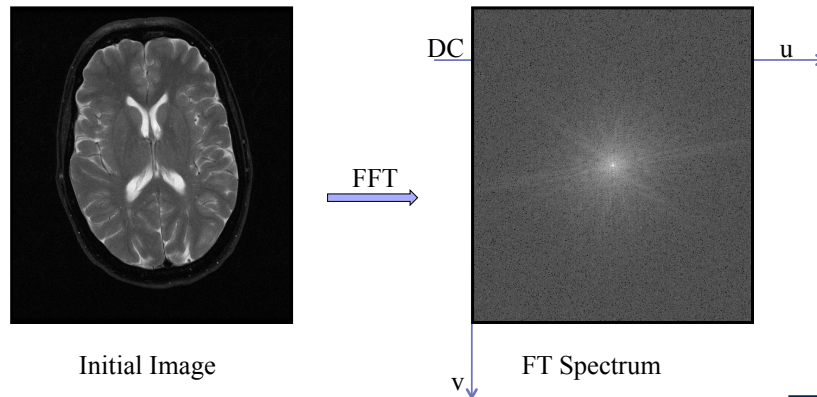 DC
u
FFT
Initial Image
FT Spectrum
v